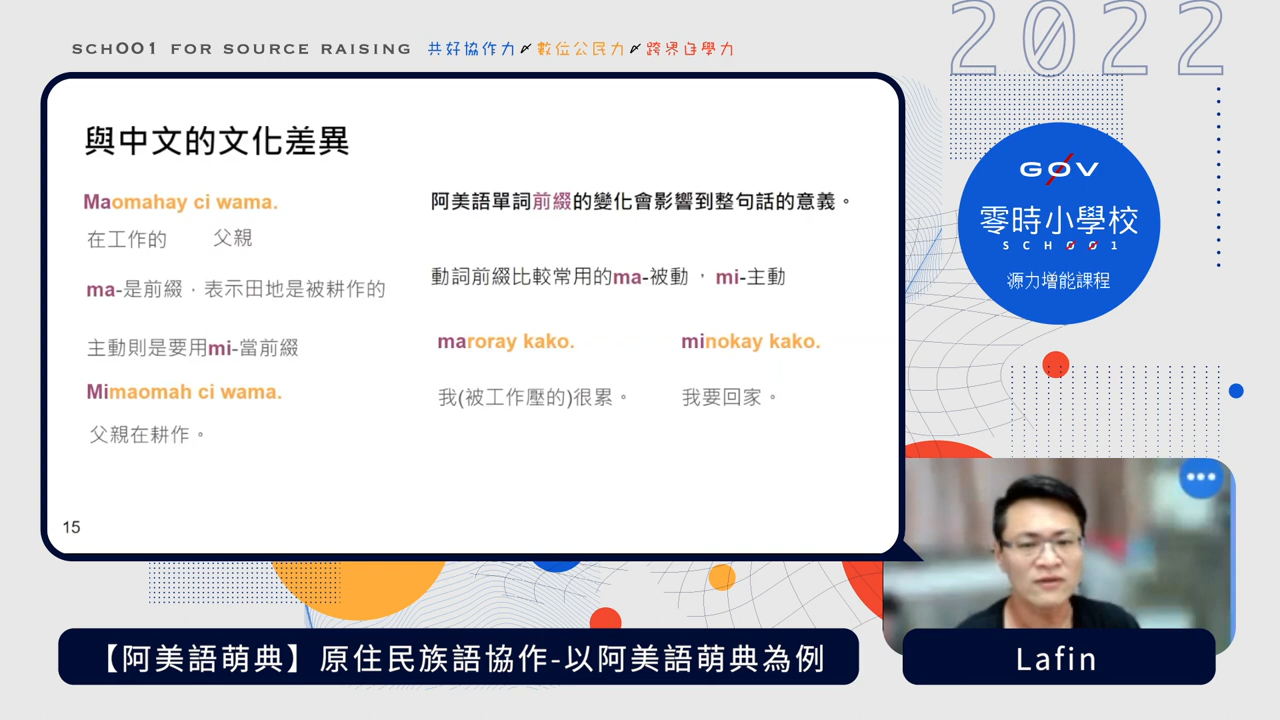 SCHOO1 FOR SOURCE RAISING 共好協作力 數位公民力 跨界自學力
2022
GOV
零時小學校
SCHOO1
源力增能課程
與中文的文化差異
Maomahay ci wama.
在工作的 父親
ma-是前綴，表示田地是被耕作的
主動則是要用mi-當前綴
Mimaomah ci wama.
父親在耕作。
阿美語單詞前綴的變化會影響到整句話的意義。
動詞前綴比較常用的ma-被動，mi-主動
maroray kako. minokay kako.
我(被工作壓的)很累。 我要回家。
15
【阿美語萌典】原住民族語協作-以阿美語萌典為例
Lafin